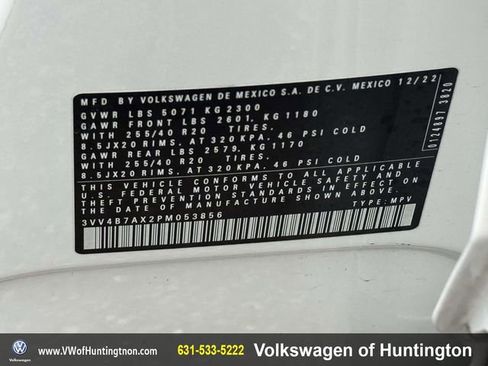 MFD BY VOLKSWAGEN DE MEXICO S.A. DE C.V. MEXICO 12/22
GVWR LBS 5071 KG 2300
GAWR FRONT LBS 2601, KG 1180
WITH 255/40 R20 TIRES.
8.5JX20 RIMS. AT 320 KPA. 46 PSI COLD
GAWR REAR LBS 2579, KG 1170
WITH 255/40 R20 TIRES.
8.5JX20 RIMS. AT 320 KPA. 46 PSI COLD
THIS VEHICLE CONFORMS TO ALL APPLICABLE
U.S. FEDERAL MOTOR VEHICLE SAFETY AND
THEFT PREVENTION STANDARDS IN EFFECT ON
THE DATE OF MANUFACTURE SHOWN ABOVE.
3VV4B7AX2PM053856 TYPE: MPV
0124897 3820
Volkswagen
www.VWofHuntingtnon.com
631-533-5222
Volkswagen of Huntington